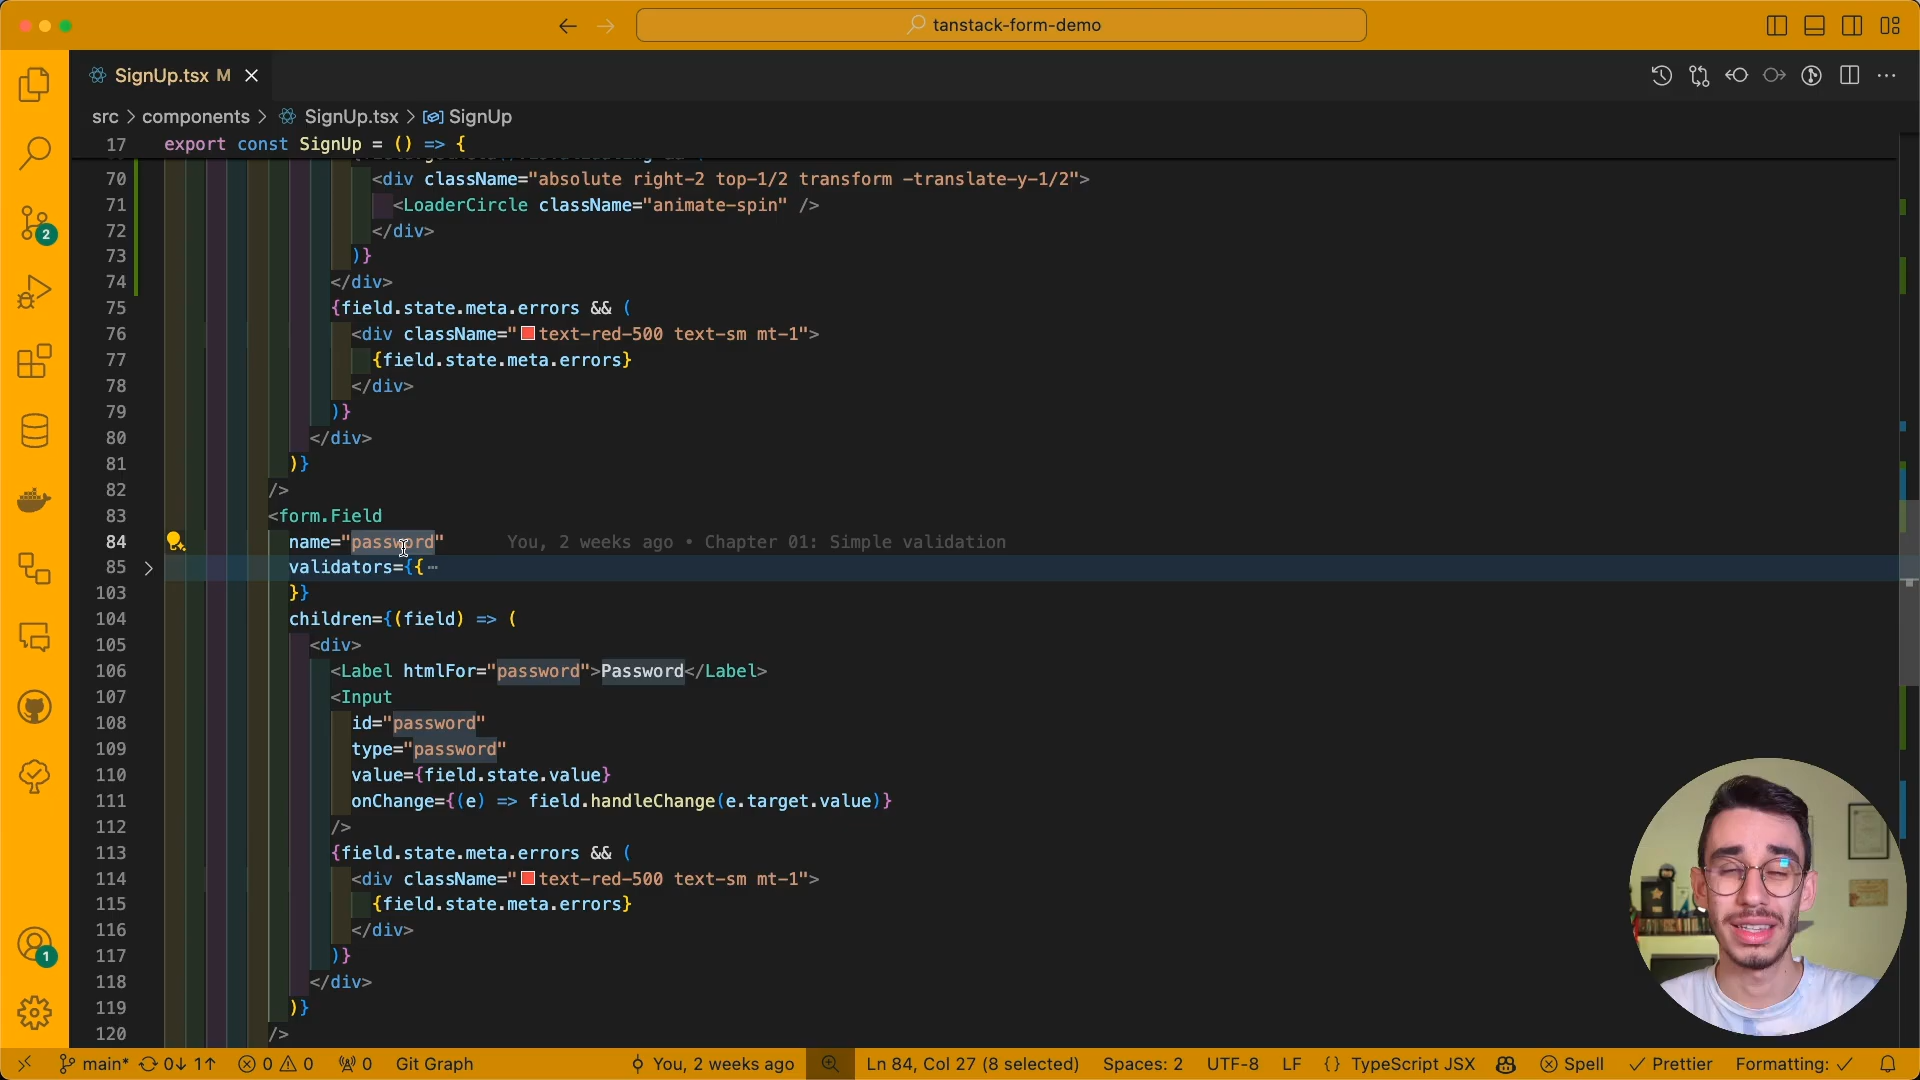 tanstack-form-demo
SignUp.tsx M
src > components > SignUp.tsx > SignUp
17 export const SignUp = () => {
70 <div className="absolute right-2 top-1/2 transform -translate-y-1/2">
71 <LoaderCircle className="animate-spin" />
72 </div>
73 )}
74 </div>
75 {field.state.meta.errors && (
76 <div className="text-red-500 text-sm mt-1">
77 {field.state.meta.errors}
78 </div>
79 )}
80 </div>
81 )}
82 />
83 <form.Field
84 name="password" You, 2 weeks ago • Chapter 01: Simple validation
85 validators={{ ⋯
103 }}
104 children={(field) => (
105 <div>
106 <Label htmlFor="password">Password</Label>
107 <Input
108 id="password"
109 type="password"
110 value={field.state.value}
111 onChange={(e) => field.handleChange(e.target.value)}
112 />
113 {field.state.meta.errors && (
114 <div className="text-red-500 text-sm mt-1">
115 {field.state.meta.errors}
116 </div>
117 )}
118 </div>
119 )}
120 />
2
1
main* 0↓ 1↑ 0 0 0 Git Graph You, 2 weeks ago Ln 84, Col 27 (8 selected) Spaces: 2 UTF-8 LF {} TypeScript JSX Spell Prettier Formatting: ✓